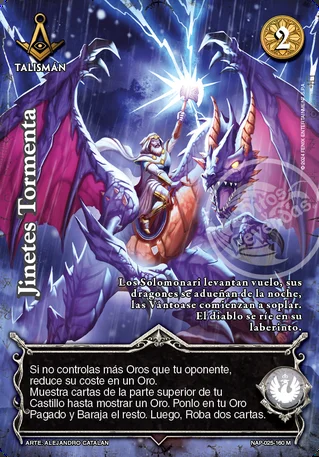 2
TALISMÁN
Jinetes Tormenta
Los Solomonari levantan vuelo, sus
dragones se adueñan de la noche,
las Vântoase comienzan a soplar.
El diablo se ríe en su
laberinto.
Si no controlas más Oros que tu oponente,
reduce su coste en un Oro.
Muestra cartas de la parte superior de tu
Castillo hasta mostrar un Oro. Ponlo en tu Oro
Pagado y Baraja el resto. Luego, Roba dos cartas.
ARTE: ALEJANDRO CATALAN
NAP-025-160 M